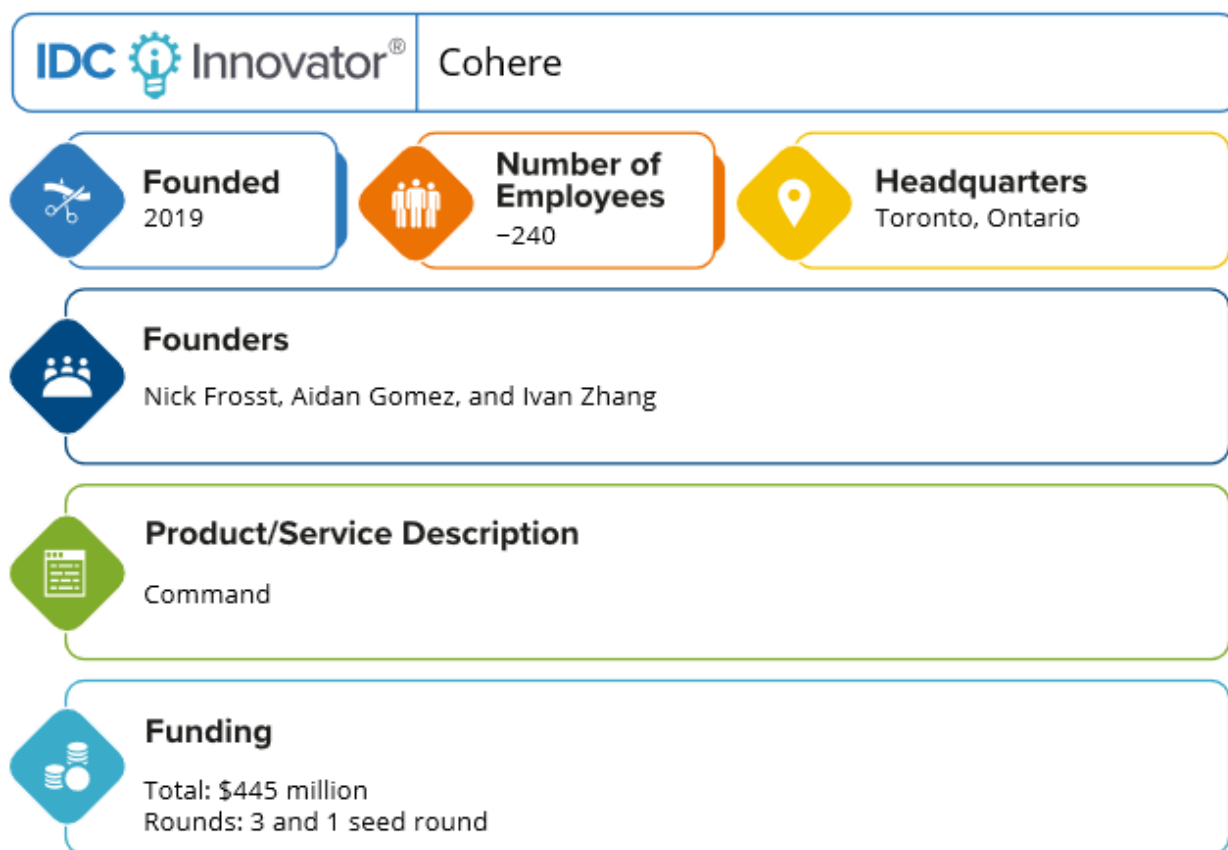 IDC Innovator®
Cohere
Founded
2019
Number of
Employees
−240
Headquarters
Toronto, Ontario
Founders
Nick Frosst, Aidan Gomez, and Ivan Zhang
Product/Service Description
Command
Funding
Total: $445 million
Rounds: 3 and 1 seed round